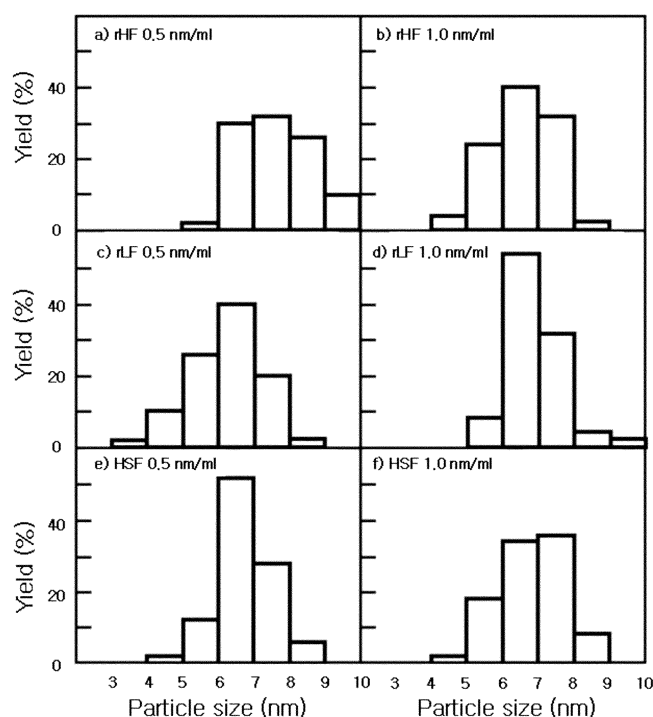 a) rHF 0.5 nm/ml
b) rHF 1.0 nm/ml
Yield (%)
40
20
0
c) rLF 0.5 nm/ml
d) rLF 1.0 nm/ml
Yield (%)
40
20
0
e) HSF 0.5 nm/ml
f) HSF 1.0 nm/ml
Yield (%)
40
20
0
3 4 5 6 7 8 9 10 3 4 5 6 7 8 9 10
Particle size (nm) Particle size (nm)